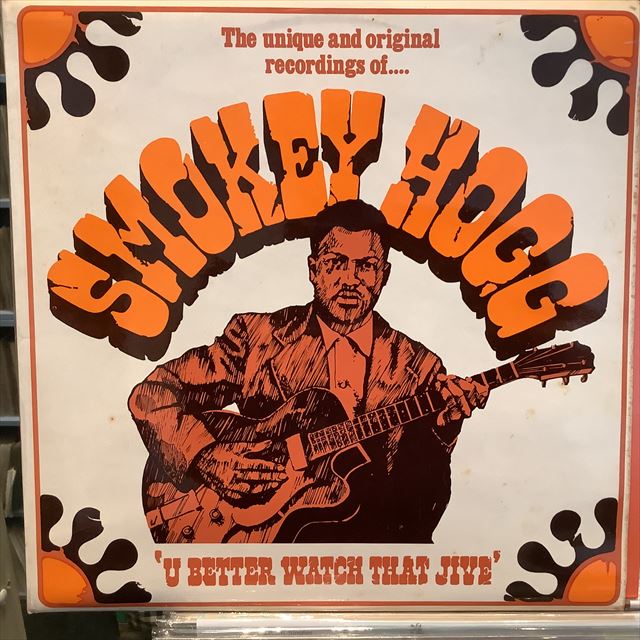 The unique and original
recordings of....
SMOKEY HOGG
'U BETTER WATCH THAT JIVE'